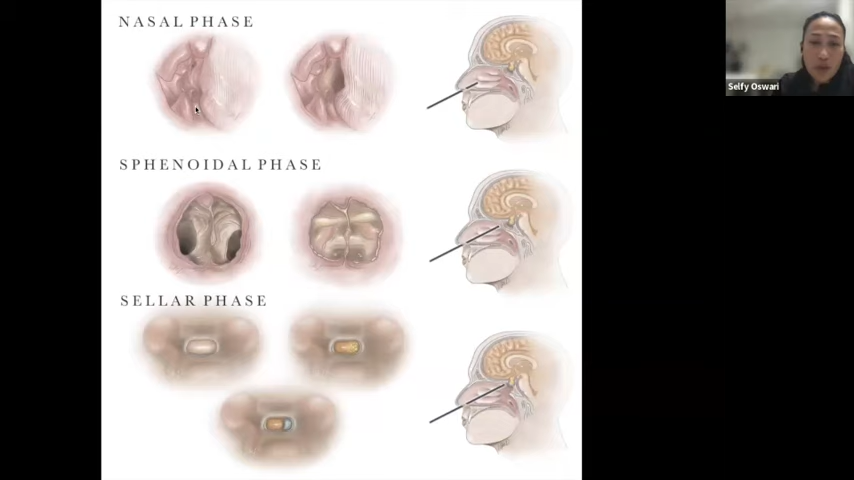 NASAL PHASE
Selfy Oswari
SPHENOIDAL PHASE
SELLAR PHASE